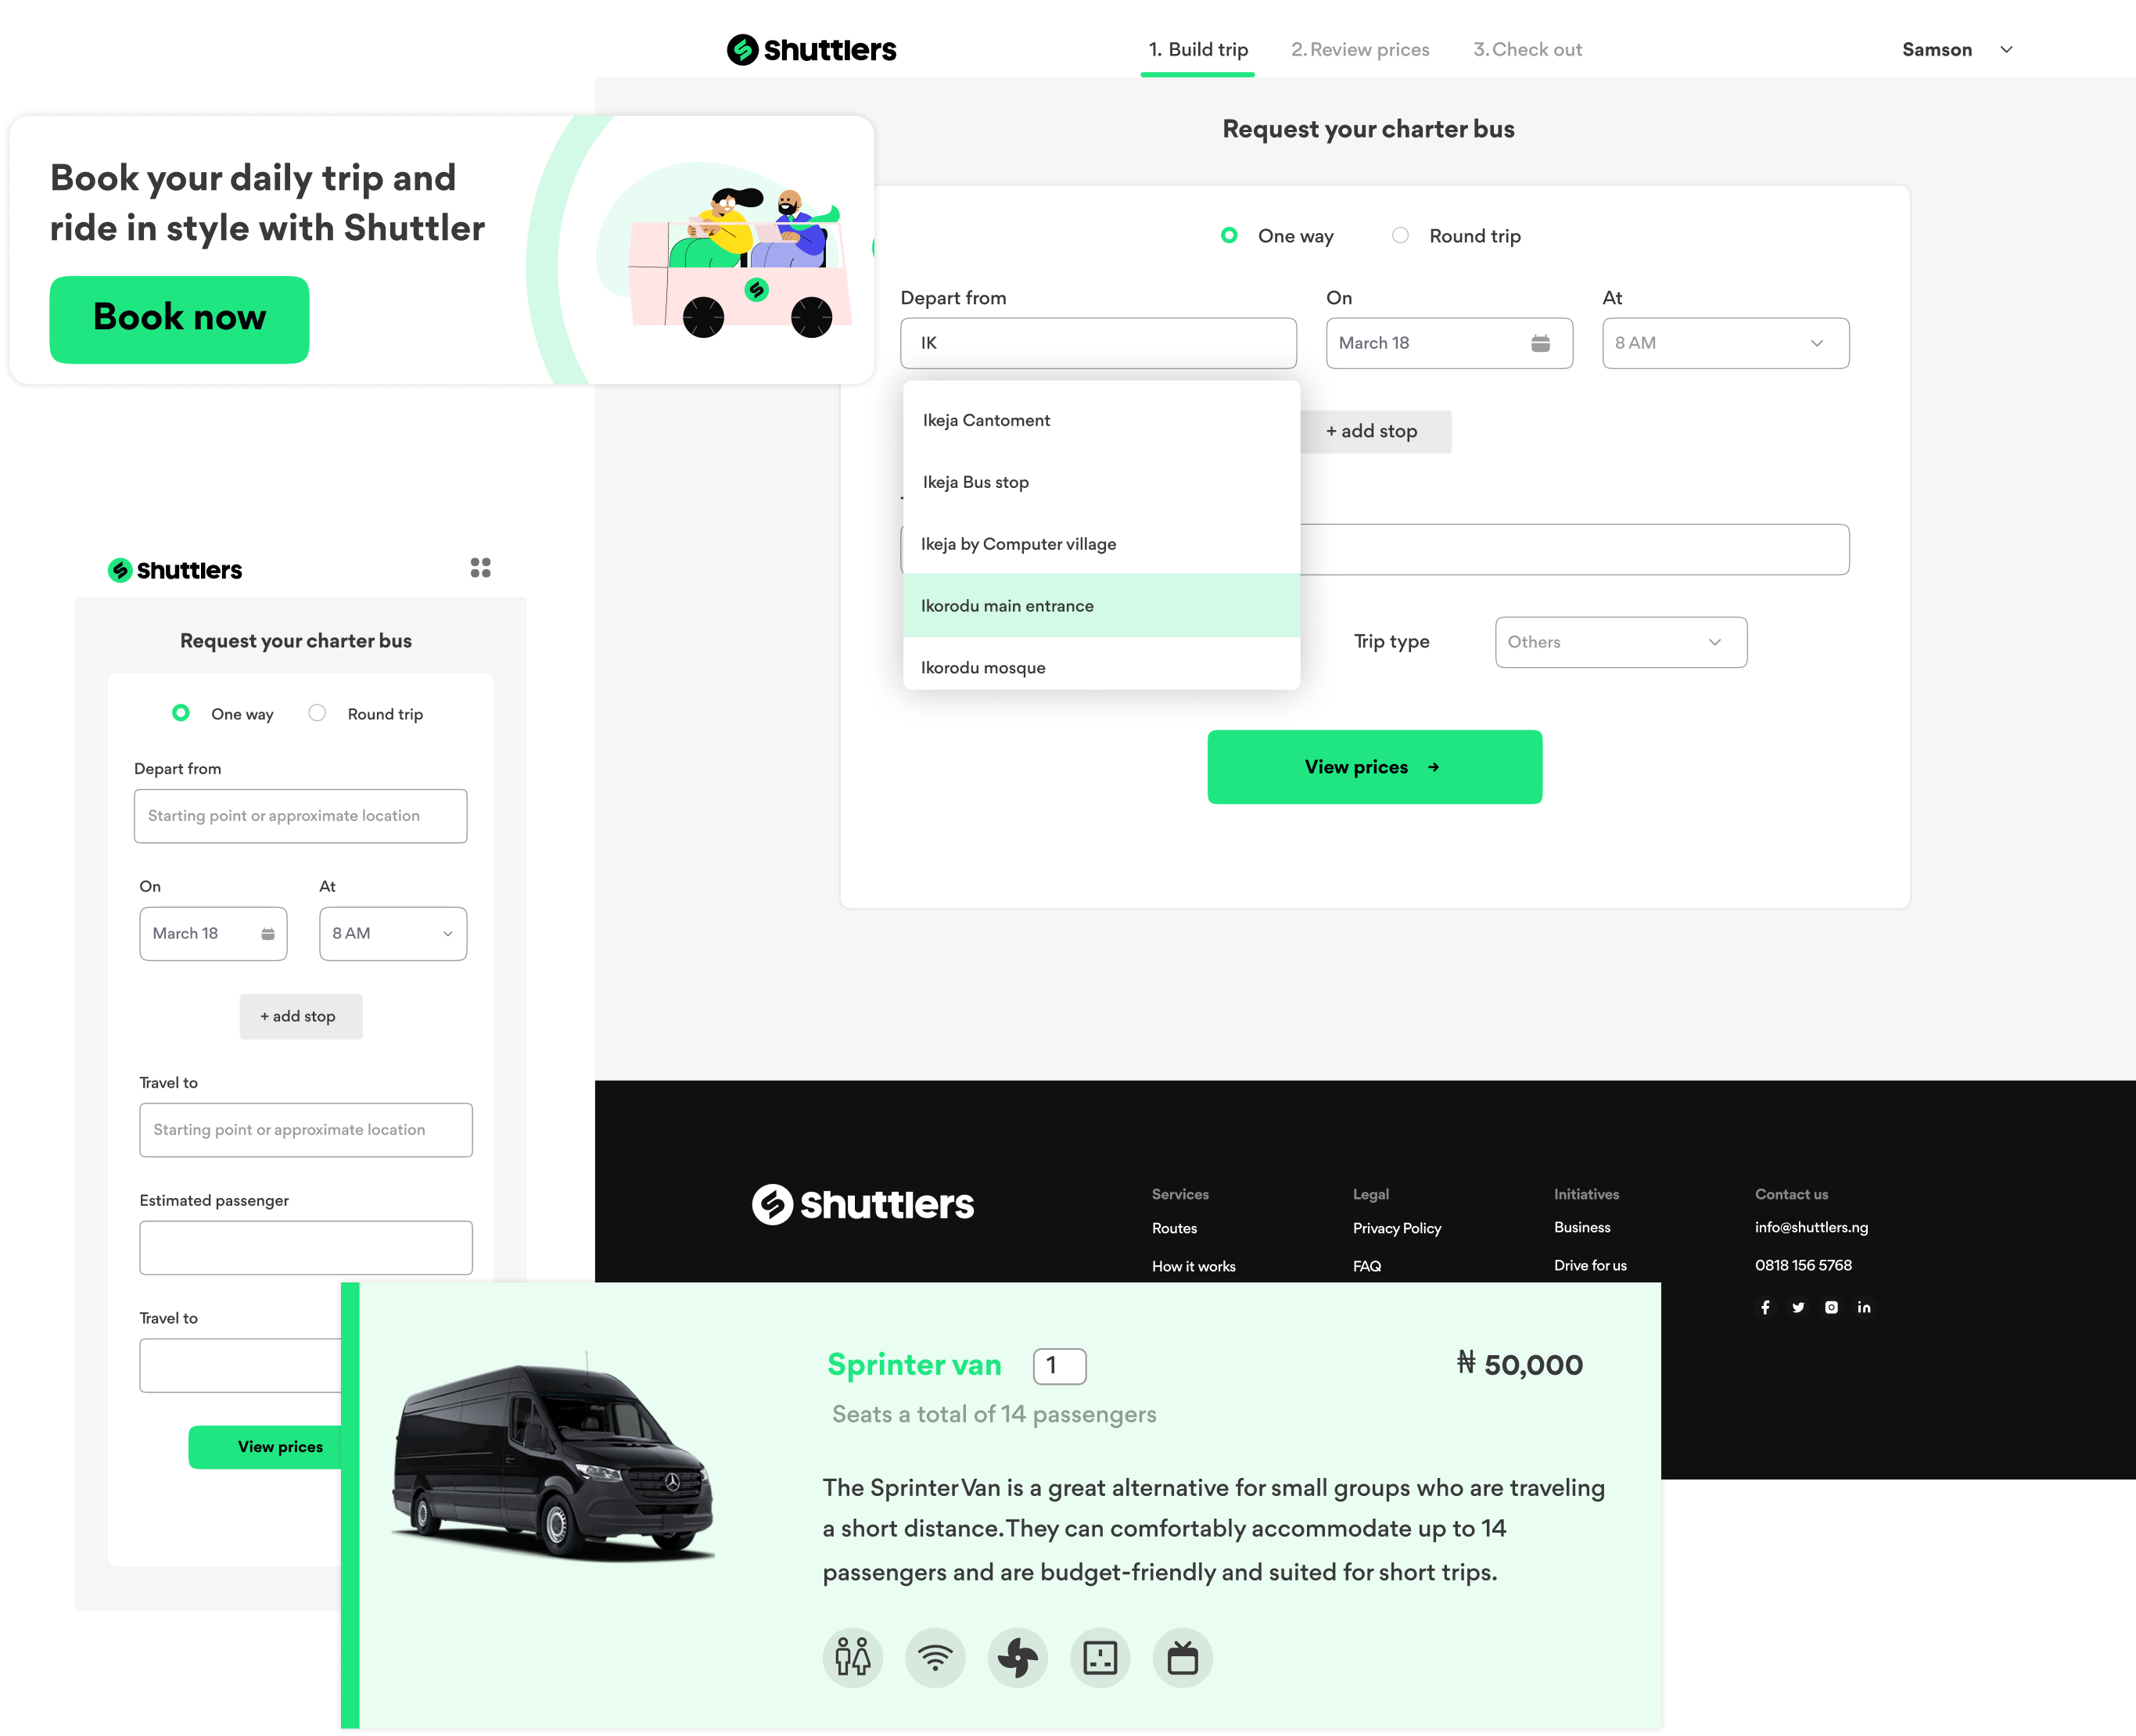 Shuttlers
1. Build trip
2. Review prices
3. Check out
Samson
Request your charter bus
Book your daily trip and
ride in style with Shuttler
Book now
One way
Round trip
Depart from
On
At
IK
March 18
8 AM
Ikeja Cantoment
+ add stop
Ikeja Bus stop
Ikeja by Computer village
Ikorodu main entrance
Ikorodu mosque
Trip type
Others
View prices →
Shuttlers
Request your charter bus
One way
Round trip
Depart from
Starting point or approximate location
On
At
March 18
8 AM
+ add stop
Travel to
Starting point or approximate location
Estimated passenger
Travel to
View prices
Shuttlers
Services
Routes
How it works
Legal
Privacy Policy
FAQ
Initiatives
Business
Drive for us
Contact us
info@shuttlers.ng
0818 156 5768
Sprinter van
1
₦ 50,000
Seats a total of 14 passengers
The Sprinter Van is a great alternative for small groups who are traveling
a short distance. They can comfortably accommodate up to 14
passengers and are budget-friendly and suited for short trips.